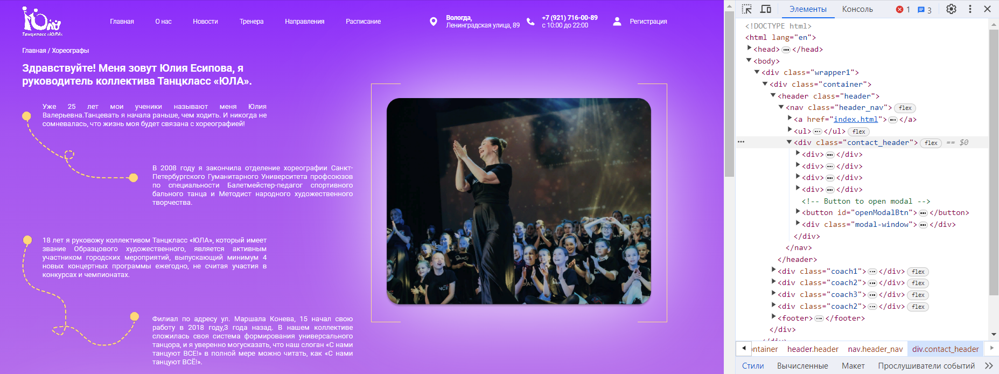 ЮЛА
Танцкласс «ЮЛА»
Главная
О нас
Новости
Тренера
Направления
Расписание
Вологда,
Ленинградская улица, 89
+7 (921) 716-00-89
с 10:00 до 22:00
Регистрация
Главная / Хореографы
Здравствуйте! Меня зовут Юлия Есипова, я
руководитель коллектива Танцкласс «ЮЛА».
Уже 25 лет мои ученики называют меня Юлия
Валерьевна.Танцевать я начала раньше, чем ходить. И никогда не
сомневалась, что жизнь моя будет связана с хореографией!
В 2008 году я закончила отделение хореографии Санкт-
Петербургского Гуманитарного Университета профсоюзов
по специальности Балетмейстер-педагог спортивного
бального танца и Методист народного художественного
творчества.
18 лет я руковожу коллективом Танцкласс «ЮЛА», который имеет
звание Образцового художественного, является активным
участником городских мероприятий, выпускающий минимум 4
новых концертных программы ежегодно, не считая участия в
конкурсах и чемпионатах.
Филиал по адресу ул. Маршала Конева, 15 начал свою
работу в 2018 году,3 года назад. В нашем коллективе
сложилась своя система формирования универсального
танцора, и я уверенно могусказать, что наш слоган «С нами
танцуют ВСЕ!» в полной мере можно читать, как «С нами
танцуют ВСЁ!».
Элементы
Консоль
1
3
<!DOCTYPE html>
<html lang="en">
<head> ••• </head>
<body>
<div class="wrapper1">
<div class="container">
<header class="header">
<nav class="header_nav"> flex
<a href="index.html"> ••• </a>
<ul> ••• </ul> flex
••• <div class="contact_header"> flex == $0
<div> ••• </div>
<div> ••• </div>
<div> ••• </div>
<div> ••• </div>
<!-- Button to open modal -->
<button id="openModalBtn"> ••• </button>
<div class="modal-window"> ••• </div>
</div>
</nav>
</header>
<div class="coach1"> ••• </div> flex
<div class="coach2"> ••• </div> flex
<div class="coach3"> ••• </div> flex
<div class="coach2"> ••• </div> flex
<footer> ••• </footer>
</div>
</div>
ontainer
header.header
nav.header_nav
div.contact_header
Стили
Вычисленные
Макет
Прослушиватели событий